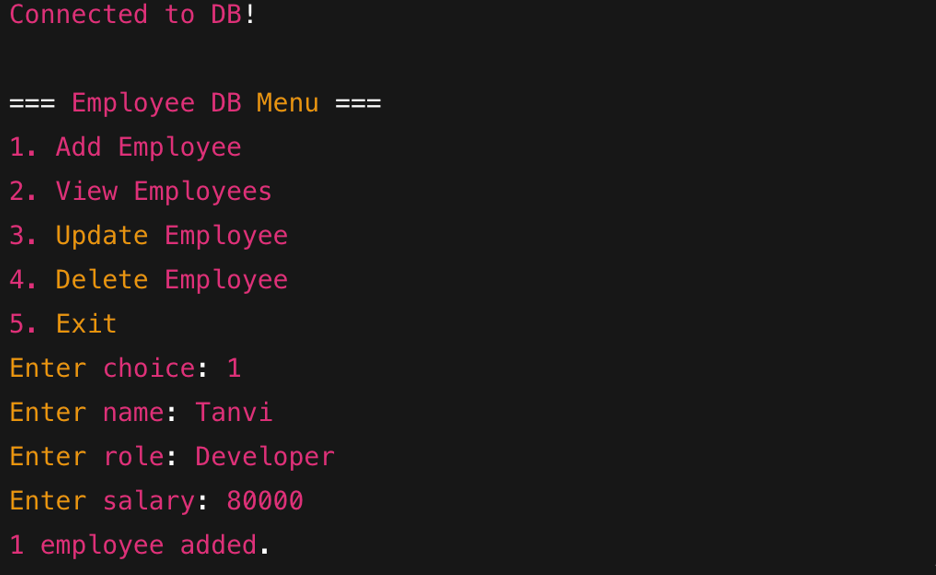 Connected to DB!
=== Employee DB Menu ===
1. Add Employee
2. View Employees
3. Update Employee
4. Delete Employee
5. Exit
Enter choice: 1
Enter name: Tanvi
Enter role: Developer
Enter salary: 80000
1 employee added.